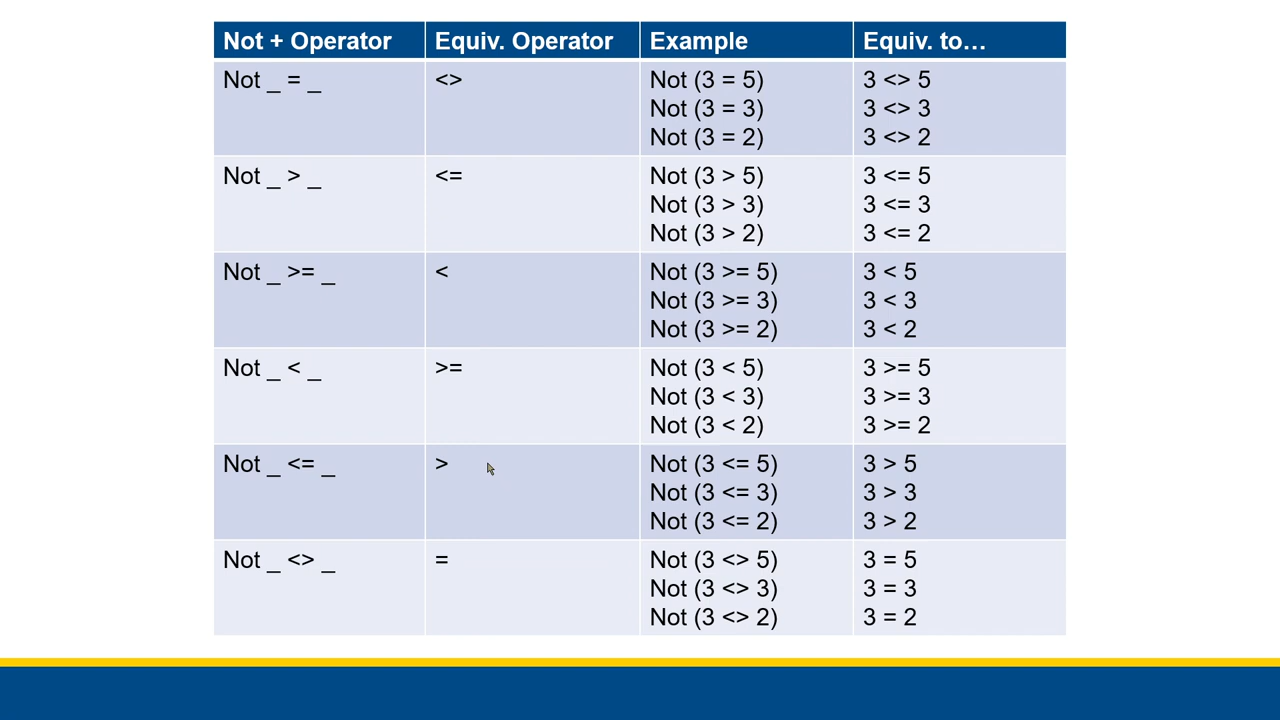 Not + Operator Equiv. Operator Example Equiv. to…
Not _ = _ <> Not (3 = 5) 3 <> 5
Not (3 = 3) 3 <> 3
Not (3 = 2) 3 <> 2
Not _ > _ <= Not (3 > 5) 3 <= 5
Not (3 > 3) 3 <= 3
Not (3 > 2) 3 <= 2
Not _ >= _ < Not (3 >= 5) 3 < 5
Not (3 >= 3) 3 < 3
Not (3 >= 2) 3 < 2
Not _ < _ >= Not (3 < 5) 3 >= 5
Not (3 < 3) 3 >= 3
Not (3 < 2) 3 >= 2
Not _ <= _ > Not (3 <= 5) 3 > 5
Not (3 <= 3) 3 > 3
Not (3 <= 2) 3 > 2
Not _ <> _ = Not (3 <> 5) 3 = 5
Not (3 <> 3) 3 = 3
Not (3 <> 2) 3 = 2